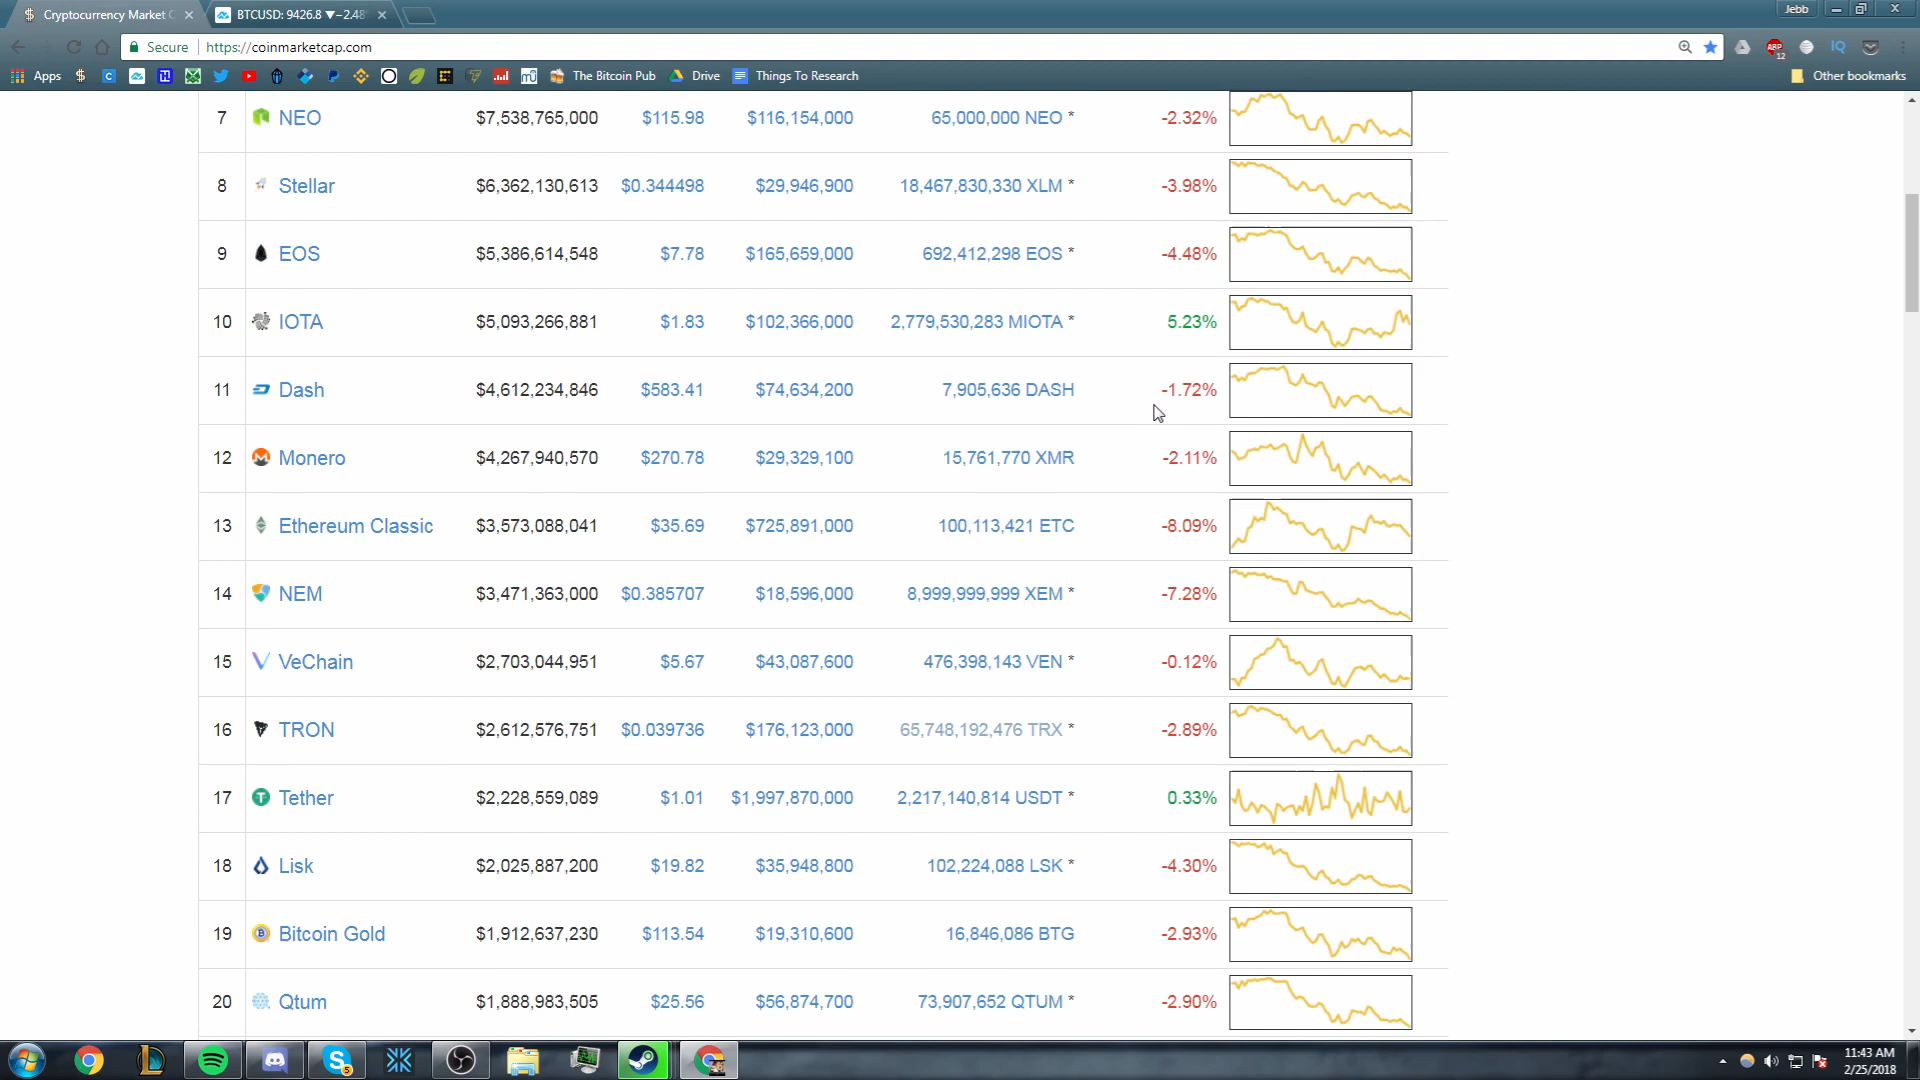 Cryptocurrency Market C
BTCUSD: 9426.8 ▼−2.48
Jebb
Secure
https://coinmarketcap.com
ABP
12
IQ
Apps
The Bitcoin Pub
Drive
Things To Research
Other bookmarks
7 NEO $7,538,765,000 $115.98 $116,154,000 65,000,000 NEO * -2.32%
8 Stellar $6,362,130,613 $0.344498 $29,946,900 18,467,830,330 XLM * -3.98%
9 EOS $5,386,614,548 $7.78 $165,659,000 692,412,298 EOS * -4.48%
10 IOTA $5,093,266,881 $1.83 $102,366,000 2,779,530,283 MIOTA * 5.23%
11 Dash $4,612,234,846 $583.41 $74,634,200 7,905,636 DASH -1.72%
12 Monero $4,267,940,570 $270.78 $29,329,100 15,761,770 XMR -2.11%
13 Ethereum Classic $3,573,088,041 $35.69 $725,891,000 100,113,421 ETC -8.09%
14 NEM $3,471,363,000 $0.385707 $18,596,000 8,999,999,999 XEM * -7.28%
15 VeChain $2,703,044,951 $5.67 $43,087,600 476,398,143 VEN * -0.12%
16 TRON $2,612,576,751 $0.039736 $176,123,000 65,748,192,476 TRX * -2.89%
17 Tether $2,228,559,089 $1.01 $1,997,870,000 2,217,140,814 USDT * 0.33%
18 Lisk $2,025,887,200 $19.82 $35,948,800 102,224,088 LSK * -4.30%
19 Bitcoin Gold $1,912,637,230 $113.54 $19,310,600 16,846,086 BTG -2.93%
20 Qtum $1,888,983,505 $25.56 $56,874,700 73,907,652 QTUM * -2.90%
5
11:43 AM
2/25/2018